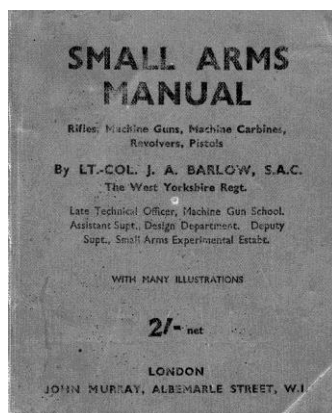 SMALL ARMS
MANUAL
Rifles, Machine Guns, Machine Carbines,
Revolvers, Pistols
By LT.-COL. J. A. BARLOW, S.A.C.
The West Yorkshire Regt.
Late Technical Officer, Machine Gun School.
Assistant Supt., Design Department. Deputy
Supt., Small Arms Experimental Establt.
WITH MANY ILLUSTRATIONS
2/- net
LONDON
JOHN MURRAY, ALBEMARLE STREET, W.I